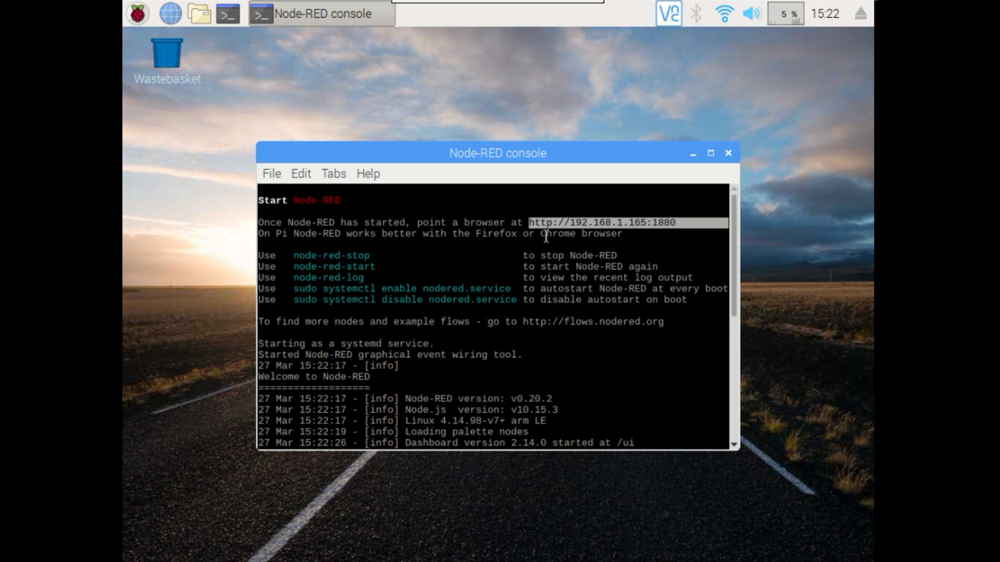 Node-RED console
5 %
15:22
Wastebasket
Node-RED console
File Edit Tabs Help
Start Node-RED
Once Node-RED has started, point a browser at http://192.168.1.165:1880
On Pi Node-RED works better with the Firefox or Chrome browser
Use node-red-stop to stop Node-RED
Use node-red-start to start Node-RED again
Use node-red-log to view the recent log output
Use sudo systemctl enable nodered.service to autostart Node-RED at every boot
Use sudo systemctl disable nodered.service to disable autostart on boot
To find more nodes and example flows - go to http://flows.nodered.org
Starting as a systemd service.
Started Node-RED graphical event wiring tool.
27 Mar 15:22:17 - [info]
Welcome to Node-RED
===================
27 Mar 15:22:17 - [info] Node-RED version: v0.20.2
27 Mar 15:22:17 - [info] Node.js  version: v10.15.3
27 Mar 15:22:17 - [info] Linux 4.14.98-v7+ arm LE
27 Mar 15:22:19 - [info] Loading palette nodes
27 Mar 15:22:26 - [info] Dashboard version 2.14.0 started at /ui